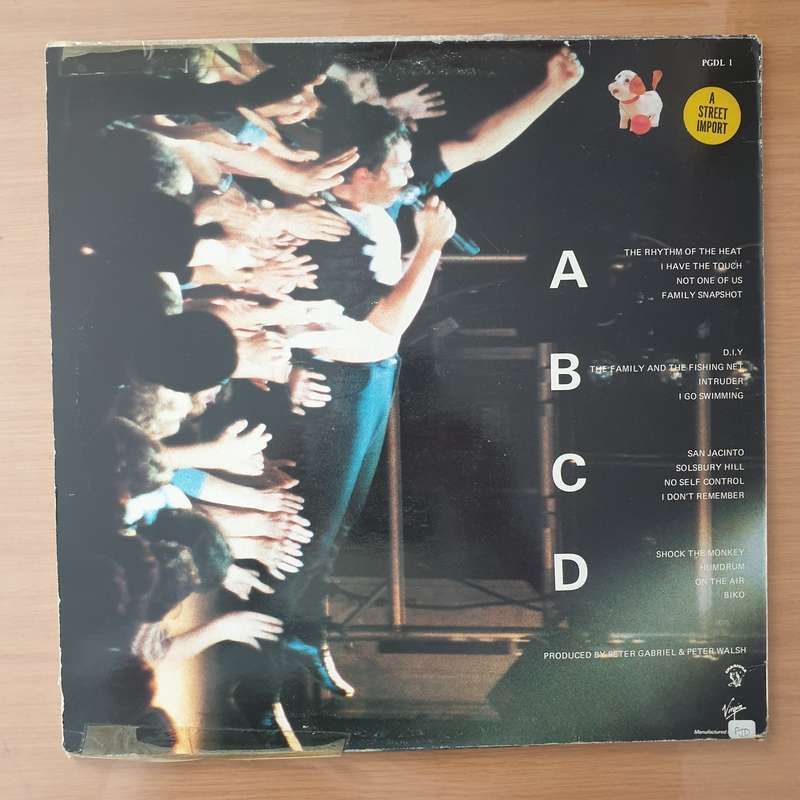 PGDL 1
A
STREET
IMPORT
A
THE RHYTHM OF THE HEAT
I HAVE THE TOUCH
NOT ONE OF US
FAMILY SNAPSHOT
B
D.I.Y
THE FAMILY AND THE FISHING NET
INTRUDER
I GO SWIMMING
C
SAN JACINTO
SOLSBURY HILL
NO SELF CONTROL
I DON'T REMEMBER
D
SHOCK THE MONKEY
HUMDRUM
ON THE AIR
BIKO
PRODUCED BY PETER GABRIEL & PETER WALSH
Virgin
Manufactured